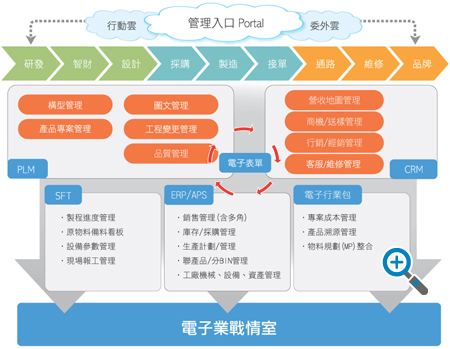 行動雲
管理入口 Portal
委外雲
研發
智財
設計
採購
製造
接單
通路
維修
品牌
構型管理
圖文管理
產品專案管理
工程變更管理
品質管理
營收地圖管理
商機/送樣管理
行銷/經銷管理
客服/維修管理
電子表單
PLM
CRM
SFT
・製程進度管理
・原物料備料看板
・設備參數管理
・現場報工管理
ERP/APS
・銷售管理 (含多角)
・庫存/採購管理
・生產計劃/管理
・聯產品/分BIN管理
・工廠機械、設備、資產管理
電子行業包
・專案成本管理
・產品溯源管理
・物料規劃(MP)整合
電子業戰情室